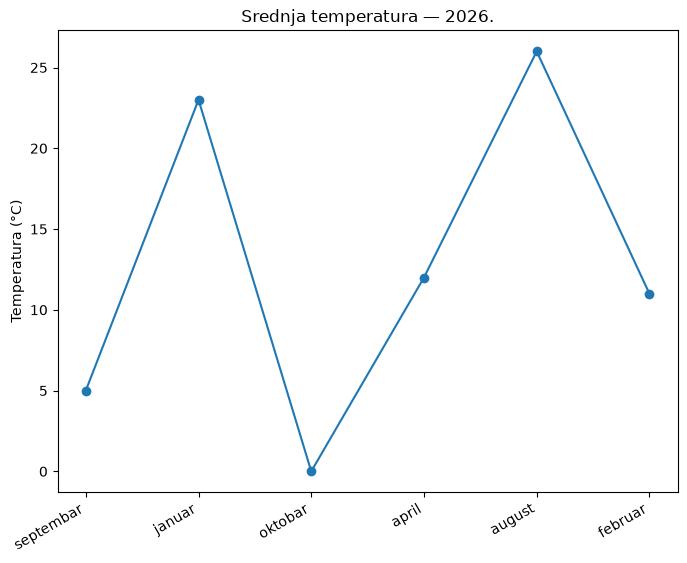 Srednja temperatura — 2026.
Temperatura (°C)
25
20
15
10
5
0
septembar
januar
oktobar
april
august
februar